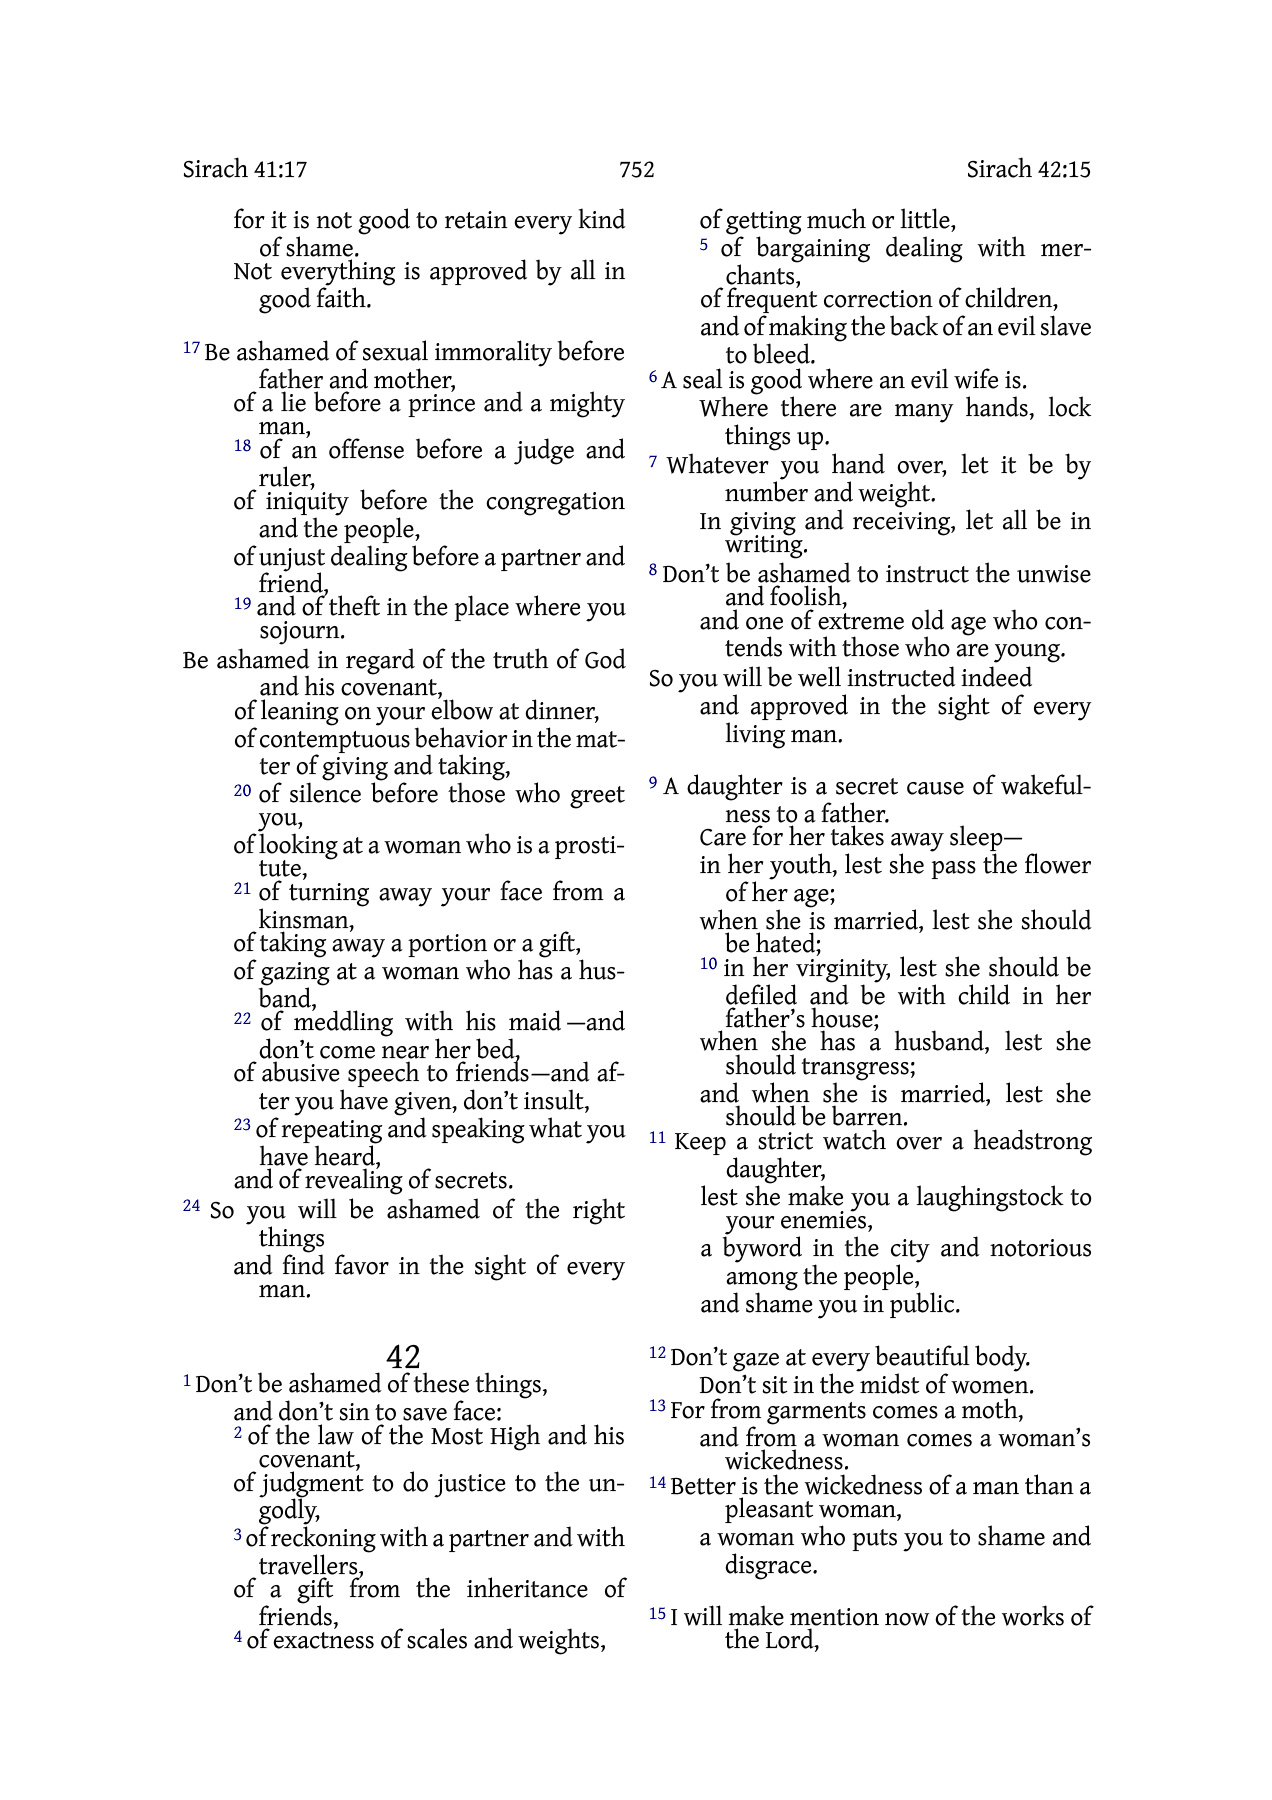 Sirach 41:17 752 Sirach 42:15
for it is not good to retain every kind
of shame.
Not everything is approved by all in
good faith.
17 Be ashamed of sexual immorality before
father and mother,
of a lie before a prince and a mighty
man,
18 of an offense before a judge and
ruler,
of iniquity before the congregation
and the people,
of unjust dealing before a partner and
friend,
19 and of theft in the place where you
sojourn.
Be ashamed in regard of the truth of God
and his covenant,
of leaning on your elbow at dinner,
of contemptuous behavior in the mat-
ter of giving and taking,
20 of silence before those who greet
you,
of looking at a woman who is a prosti-
tute,
21 of turning away your face from a
kinsman,
of taking away a portion or a gift,
of gazing at a woman who has a hus-
band,
22 of meddling with his maid —and
don’t come near her bed,
of abusive speech to friends—and af-
ter you have given, don’t insult,
23 of repeating and speaking what you
have heard,
and of revealing of secrets.
24 So you will be ashamed of the right
things
and find favor in the sight of every
man.
42
1 Don’t be ashamed of these things,
and don’t sin to save face:
2 of the law of the Most High and his
covenant,
of judgment to do justice to the un-
godly,
3 of reckoning with a partner and with
travellers,
of a gift from the inheritance of
friends,
4 of exactness of scales and weights,
of getting much or little,
5 of bargaining dealing with mer-
chants,
of frequent correction of children,
and of making the back of an evil slave
to bleed.
6 A seal is good where an evil wife is.
Where there are many hands, lock
things up.
7 Whatever you hand over, let it be by
number and weight.
In giving and receiving, let all be in
writing.
8 Don’t be ashamed to instruct the unwise
and foolish,
and one of extreme old age who con-
tends with those who are young.
So you will be well instructed indeed
and approved in the sight of every
living man.
9 A daughter is a secret cause of wakeful-
ness to a father.
Care for her takes away sleep—
in her youth, lest she pass the flower
of her age;
when she is married, lest she should
be hated;
10 in her virginity, lest she should be
defiled and be with child in her
father’s house;
when she has a husband, lest she
should transgress;
and when she is married, lest she
should be barren.
11 Keep a strict watch over a headstrong
daughter,
lest she make you a laughingstock to
your enemies,
a byword in the city and notorious
among the people,
and shame you in public.
12 Don’t gaze at every beautiful body.
Don’t sit in the midst of women.
13 For from garments comes a moth,
and from a woman comes a woman’s
wickedness.
14 Better is the wickedness of a man than a
pleasant woman,
a woman who puts you to shame and
disgrace.
15 I will make mention now of the works of
the Lord,